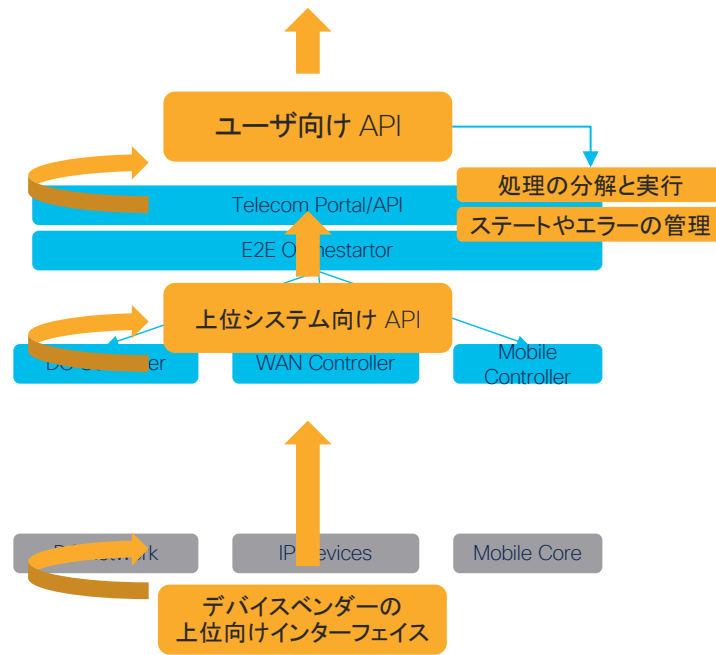 ユーザ向け API
処理の分解と実行
Telecom Portal/API
ステートやエラーの管理
E2E
上位システム向け API
WAN Controller
Mobile
Controller
Mobile Core
デバイスベンダーの
上位向けインターフェイス